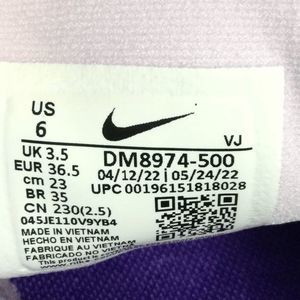 US
6
VJ
UK 3.5
EUR 36.5
cm 23
BR 35
CN 230(2.5)
DM8974-500
04/12/22 | 05/24/22
UPC 00196151818028
045JE110V9YB4
MADE IN VIETNAM
HECHO EN VIETNAM
FABRIQUÉ AU VIETNAM
FABRICADO NO VIETNAM